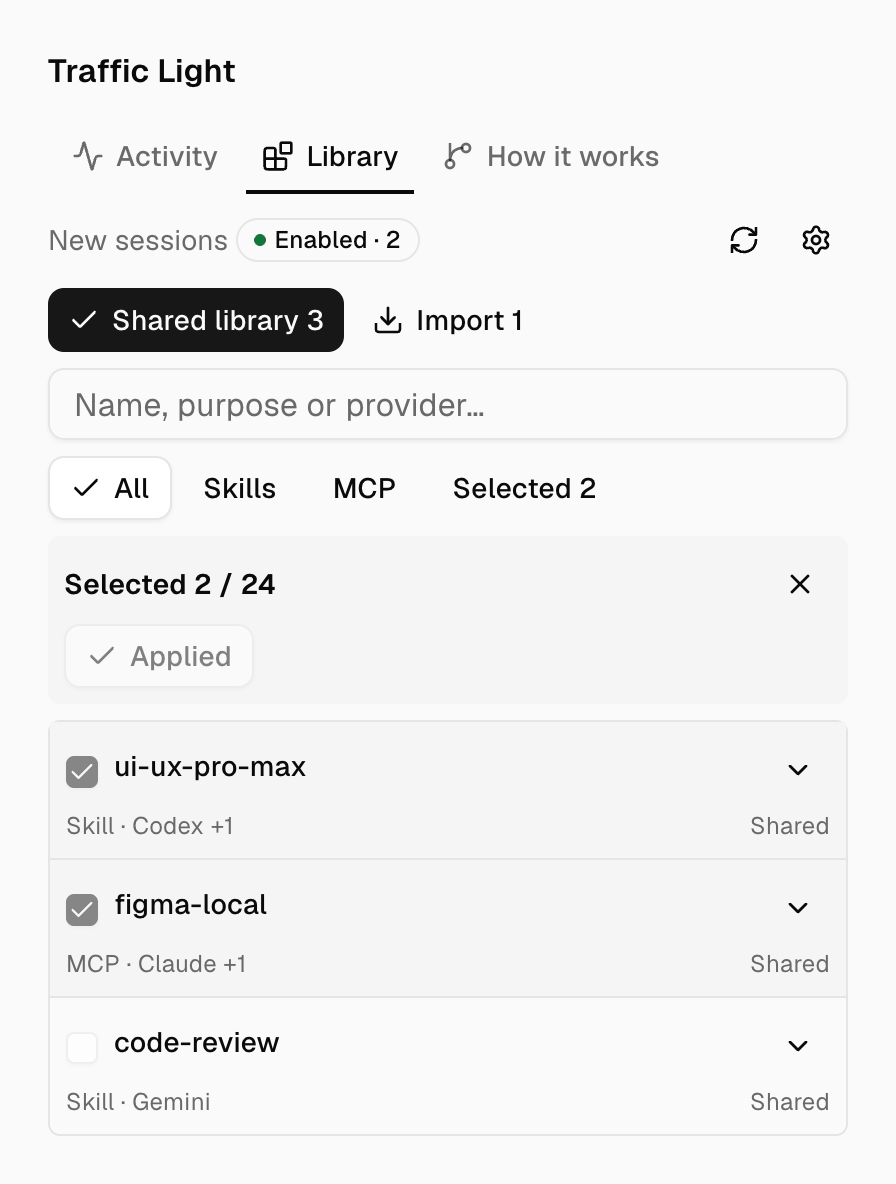 Traffic Light
Activity Library How it works
New sessions Enabled · 2
Shared library 3 Import 1
Name, purpose or provider...
All Skills MCP Selected 2
Selected 2 / 24
Applied
ui-ux-pro-max
Skill · Codex +1 Shared
figma-local
MCP · Claude +1 Shared
code-review
Skill · Gemini Shared